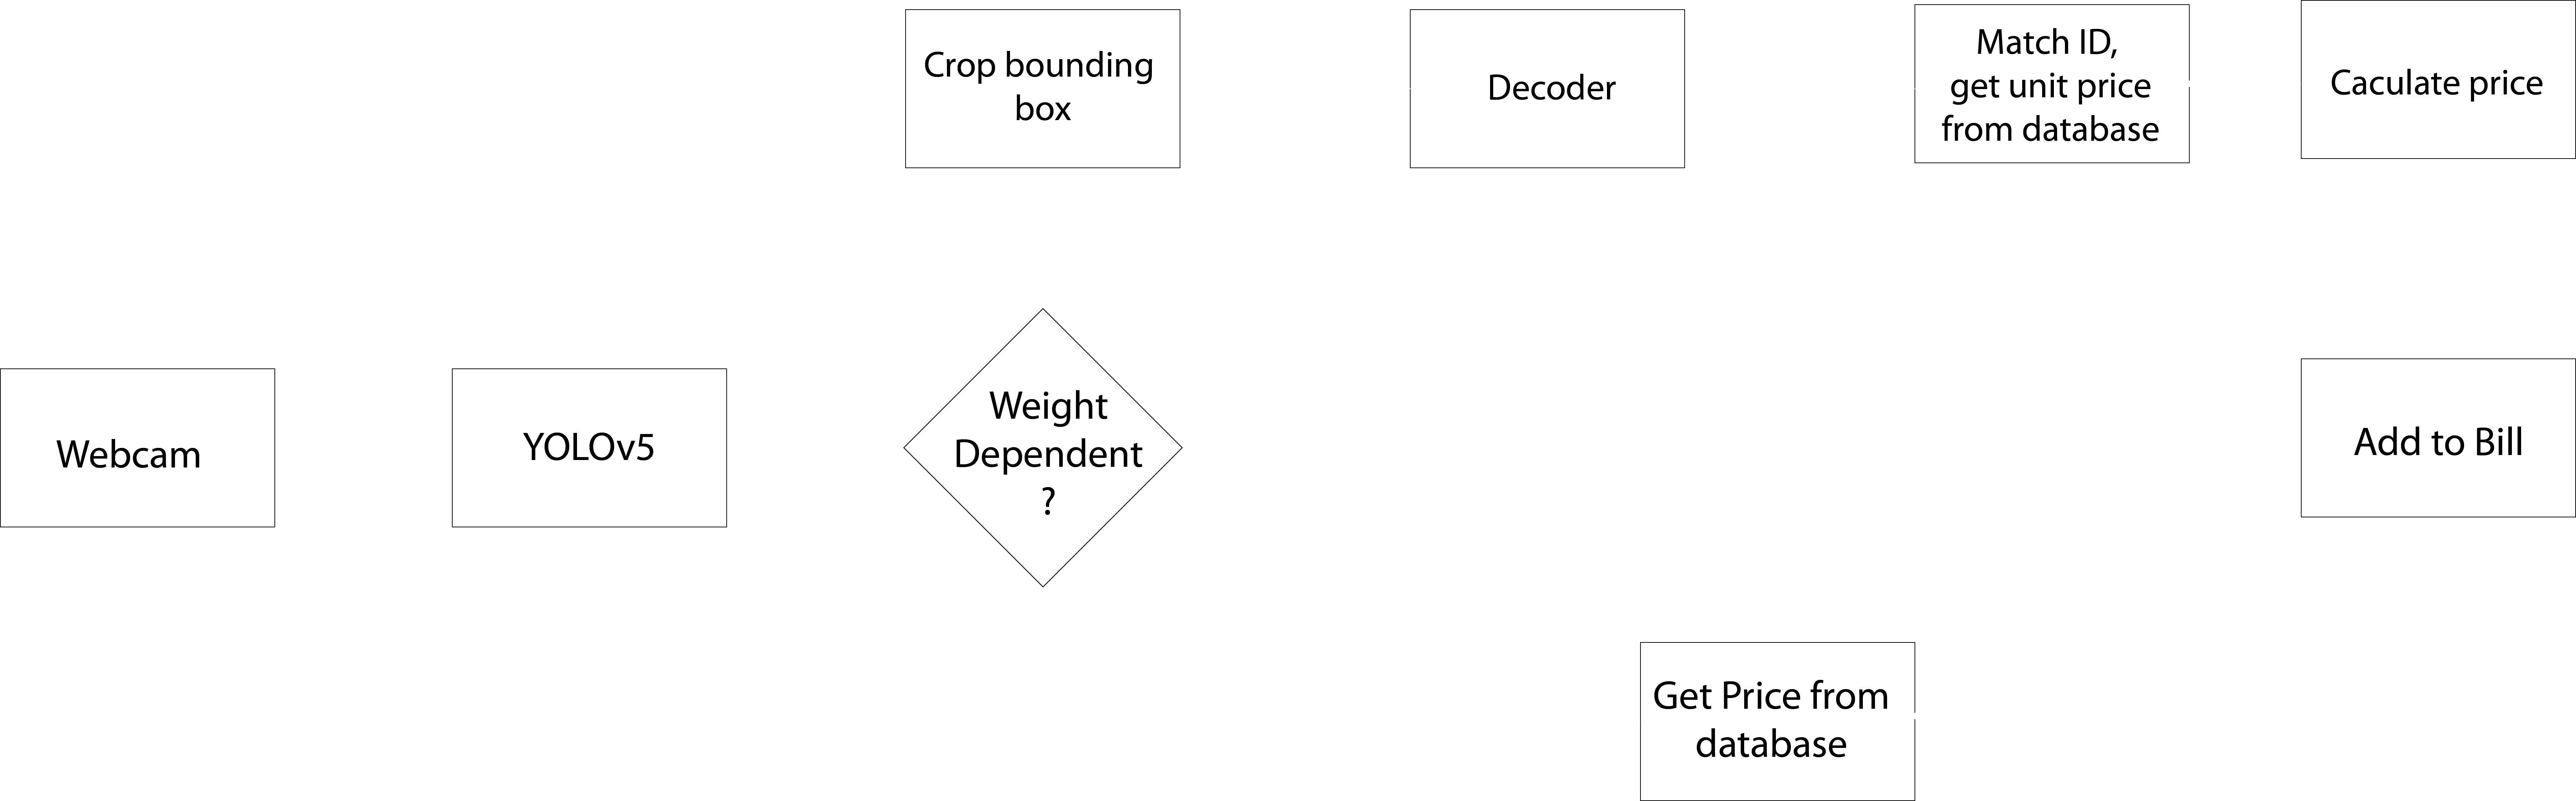 Crop bounding
box
Decoder
Match ID,
get unit price
from database
Caculate price
Webcam
YOLOv5
Weight
Dependent
?
Add to Bill
Get Price from
database